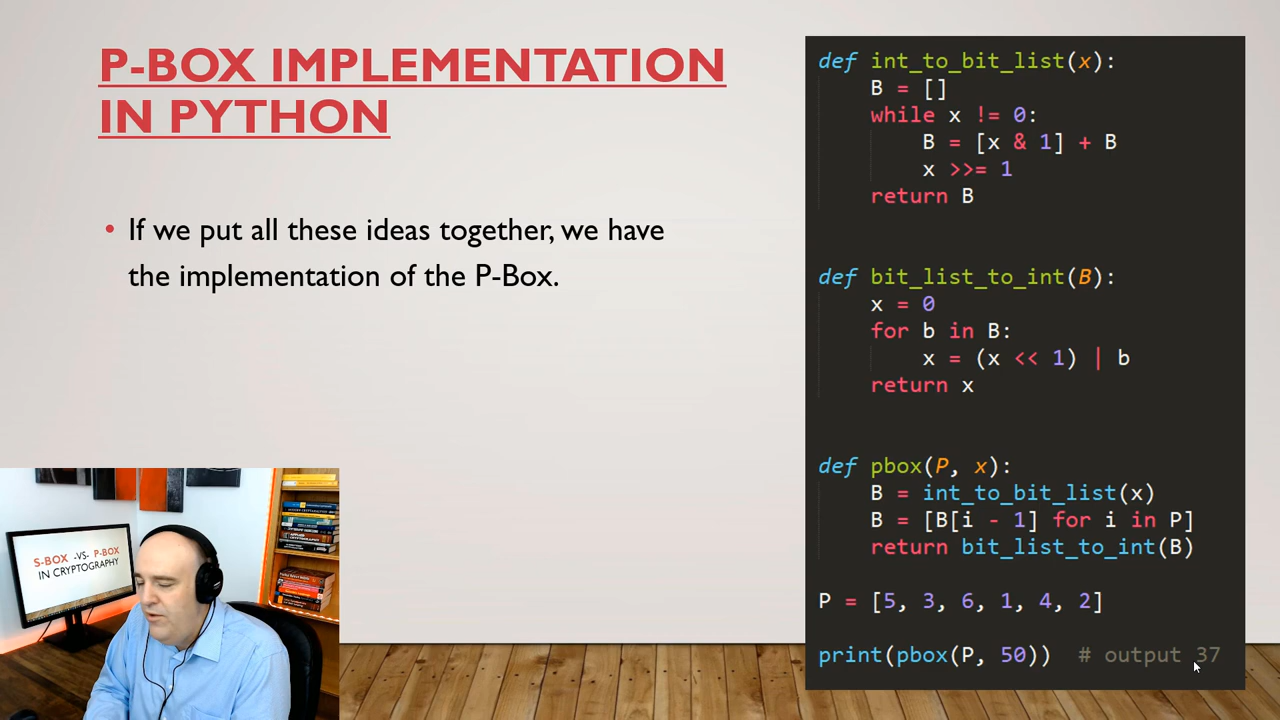 P-BOX IMPLEMENTATION
IN PYTHON
• If we put all these ideas together, we have
the implementation of the P-Box.
def int_to_bit_list(x):
    B = []
    while x != 0:
        B = [x & 1] + B
        x >>= 1
    return B
def bit_list_to_int(B):
    x = 0
    for b in B:
        x = (x << 1) | b
    return x
def pbox(P, x):
    B = int_to_bit_list(x)
    B = [B[i - 1] for i in P]
    return bit_list_to_int(B)
P = [5, 3, 6, 1, 4, 2]
print(pbox(P, 50))  # output 37
S-BOX -VS- P-BOX
IN CRYPTOGRAPHY